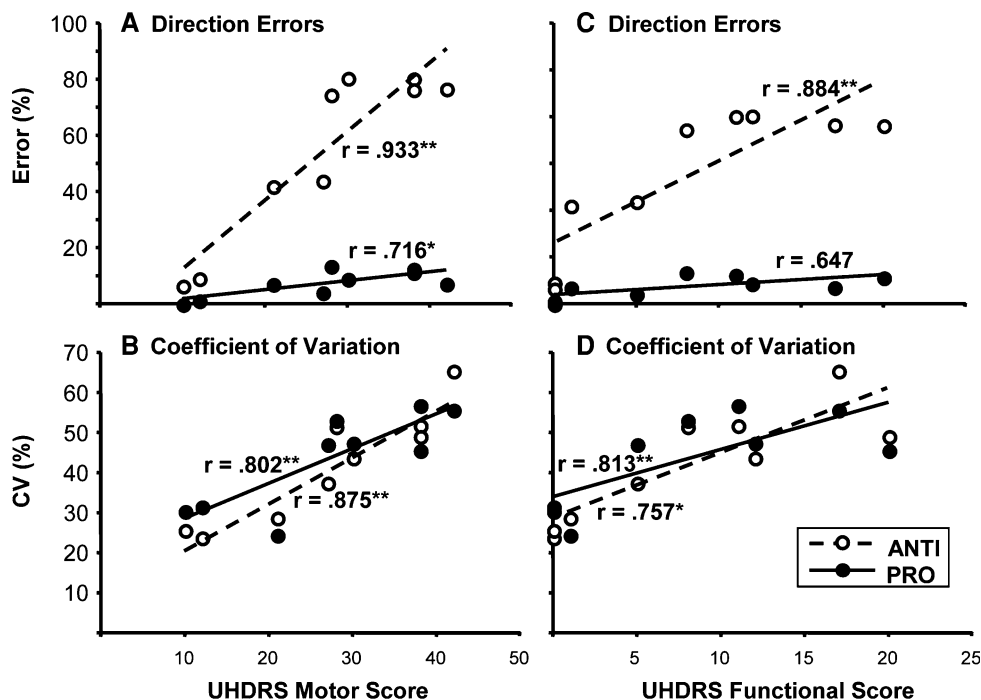 A Direction Errors
C Direction Errors
100
80
60
40
20
Error (%)
r = .933**
r = .716*
r = .884**
r = .647
B Coefficient of Variation
D Coefficient of Variation
70
60
50
40
30
20
10
CV (%)
r = .802**
r = .875**
r = .813**
r = .757*
ANTI
PRO
10 20 30 40 50
5 10 15 20 25
UHDRS Motor Score
UHDRS Functional Score